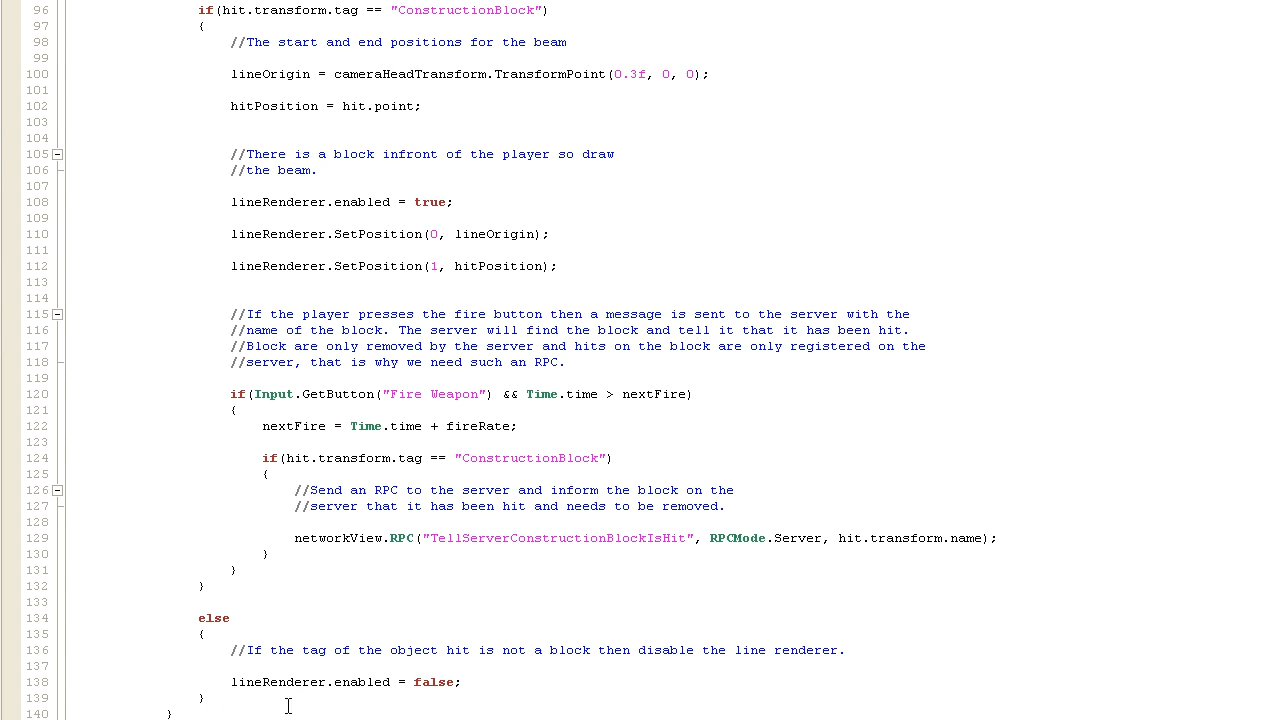 96 if(hit.transform.tag == "ConstructionBlock")
97 {
98 //The start and end positions for the beam
99
100 lineOrigin = cameraHeadTransform.TransformPoint(0.3f, 0, 0);
101
102 hitPosition = hit.point;
103
104
105 //There is a block infront of the player so draw
106 //the beam.
107
108 lineRenderer.enabled = true;
109
110 lineRenderer.SetPosition(0, lineOrigin);
111
112 lineRenderer.SetPosition(1, hitPosition);
113
114
115 //If the player presses the fire button then a message is sent to the server with the
116 //name of the block. The server will find the block and tell it that it has been hit.
117 //Block are only removed by the server and hits on the block are only registered on the
118 //server, that is why we need such an RPC.
119
120 if(Input.GetButton("Fire Weapon") && Time.time > nextFire)
121 {
122 nextFire = Time.time + fireRate;
123
124 if(hit.transform.tag == "ConstructionBlock")
125 {
126 //Send an RPC to the server and inform the block on the
127 //server that it has been hit and needs to be removed.
128
129 networkView.RPC("TellServerConstructionBlockIsHit", RPCMode.Server, hit.transform.name);
130 }
131 }
132 }
133
134 else
135 {
136 //If the tag of the object hit is not a block then disable the line renderer.
137
138 lineRenderer.enabled = false;
139 }
140 }